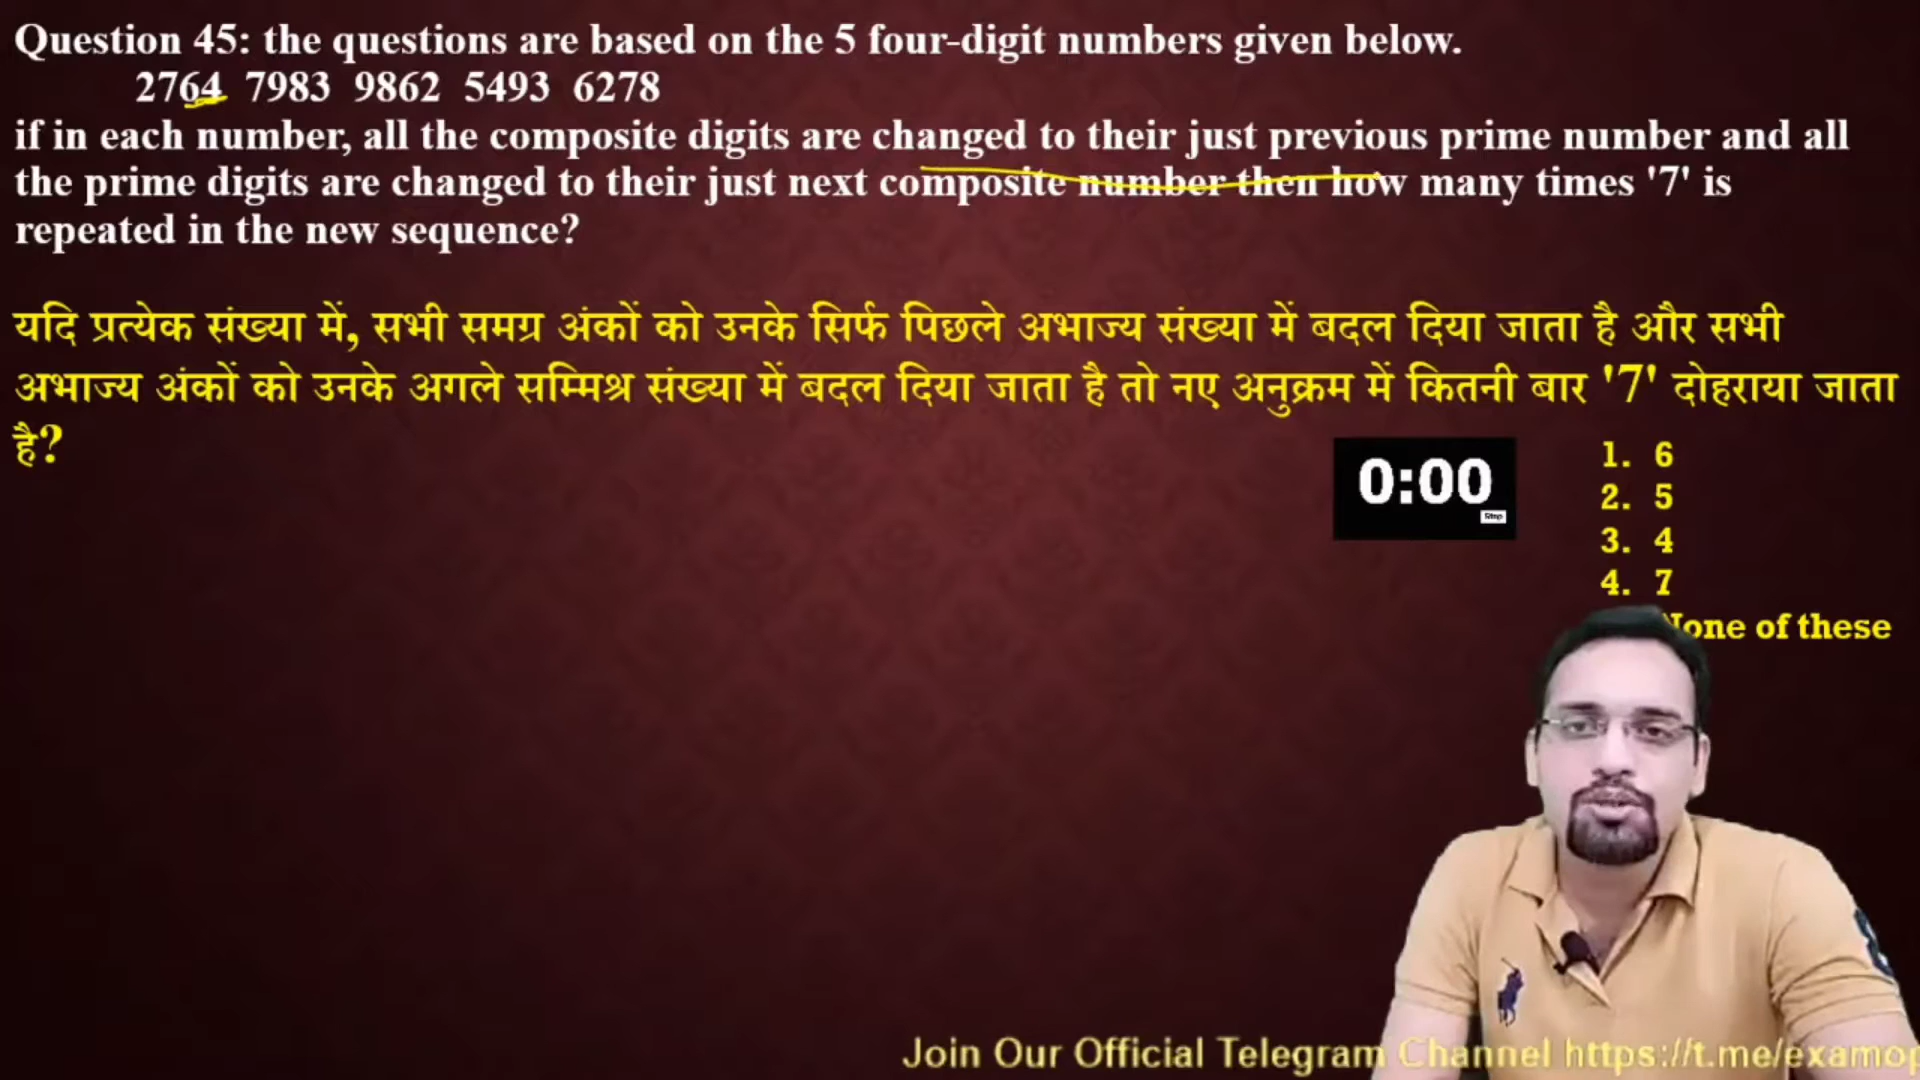 Question 45: the questions are based on the 5 four-digit numbers given below.
2764 7983 9862 5493 6278
if in each number, all the composite digits are changed to their just previous prime number and all
the prime digits are changed to their just next composite number then how many times '7' is
repeated in the new sequence?
यदि प्रत्येक संख्या में, सभी समग्र अंकों को उनके सिर्फ पिछले अभाज्य संख्या में बदल दिया जाता है और सभी
अभाज्य अंकों को उनके अगले सम्मिश्र संख्या में बदल दिया जाता है तो नए अनुक्रम में कितनी बार '7' दोहराया जाता
है?
0:00
Stop
1. 6
2. 5
3. 4
4. 7
None of these
Join Our Official Telegram Channel https://t.me/examop